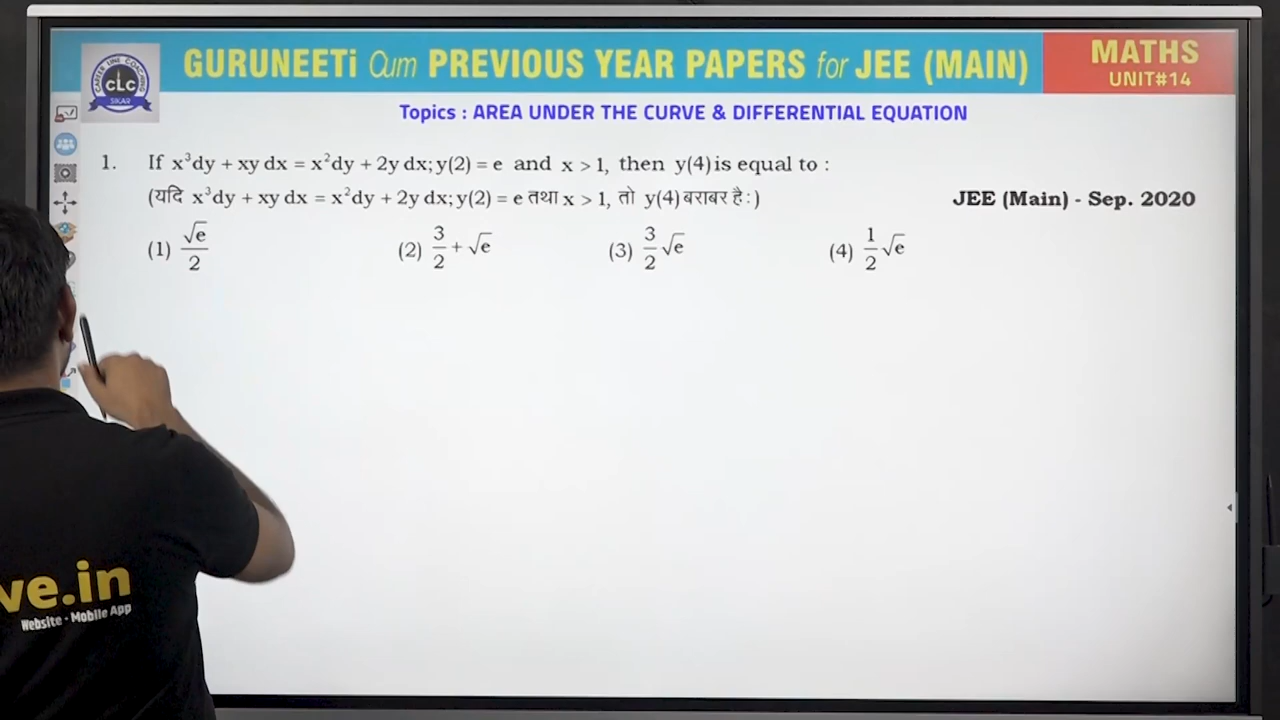 GURUNEETi Cum PREVIOUS YEAR PAPERS for JEE (MAIN)
MATHS
UNIT#14
CAREER LINE COACHING
CLC
SIKAR
Topics : AREA UNDER THE CURVE & DIFFERENTIAL EQUATION
1. If x³dy + xy dx = x²dy + 2y dx; y(2) = e and x > 1, then y(4) is equal to :
(यदि x³dy + xy dx = x²dy + 2y dx; y(2) = e तथा x > 1, तो y(4) बराबर है:)
JEE (Main) - Sep. 2020
(1) √e/2 (2) 3/2 + √e (3) 3/2 √e (4) 1/2 √e
ve.in
Website - Mobile App